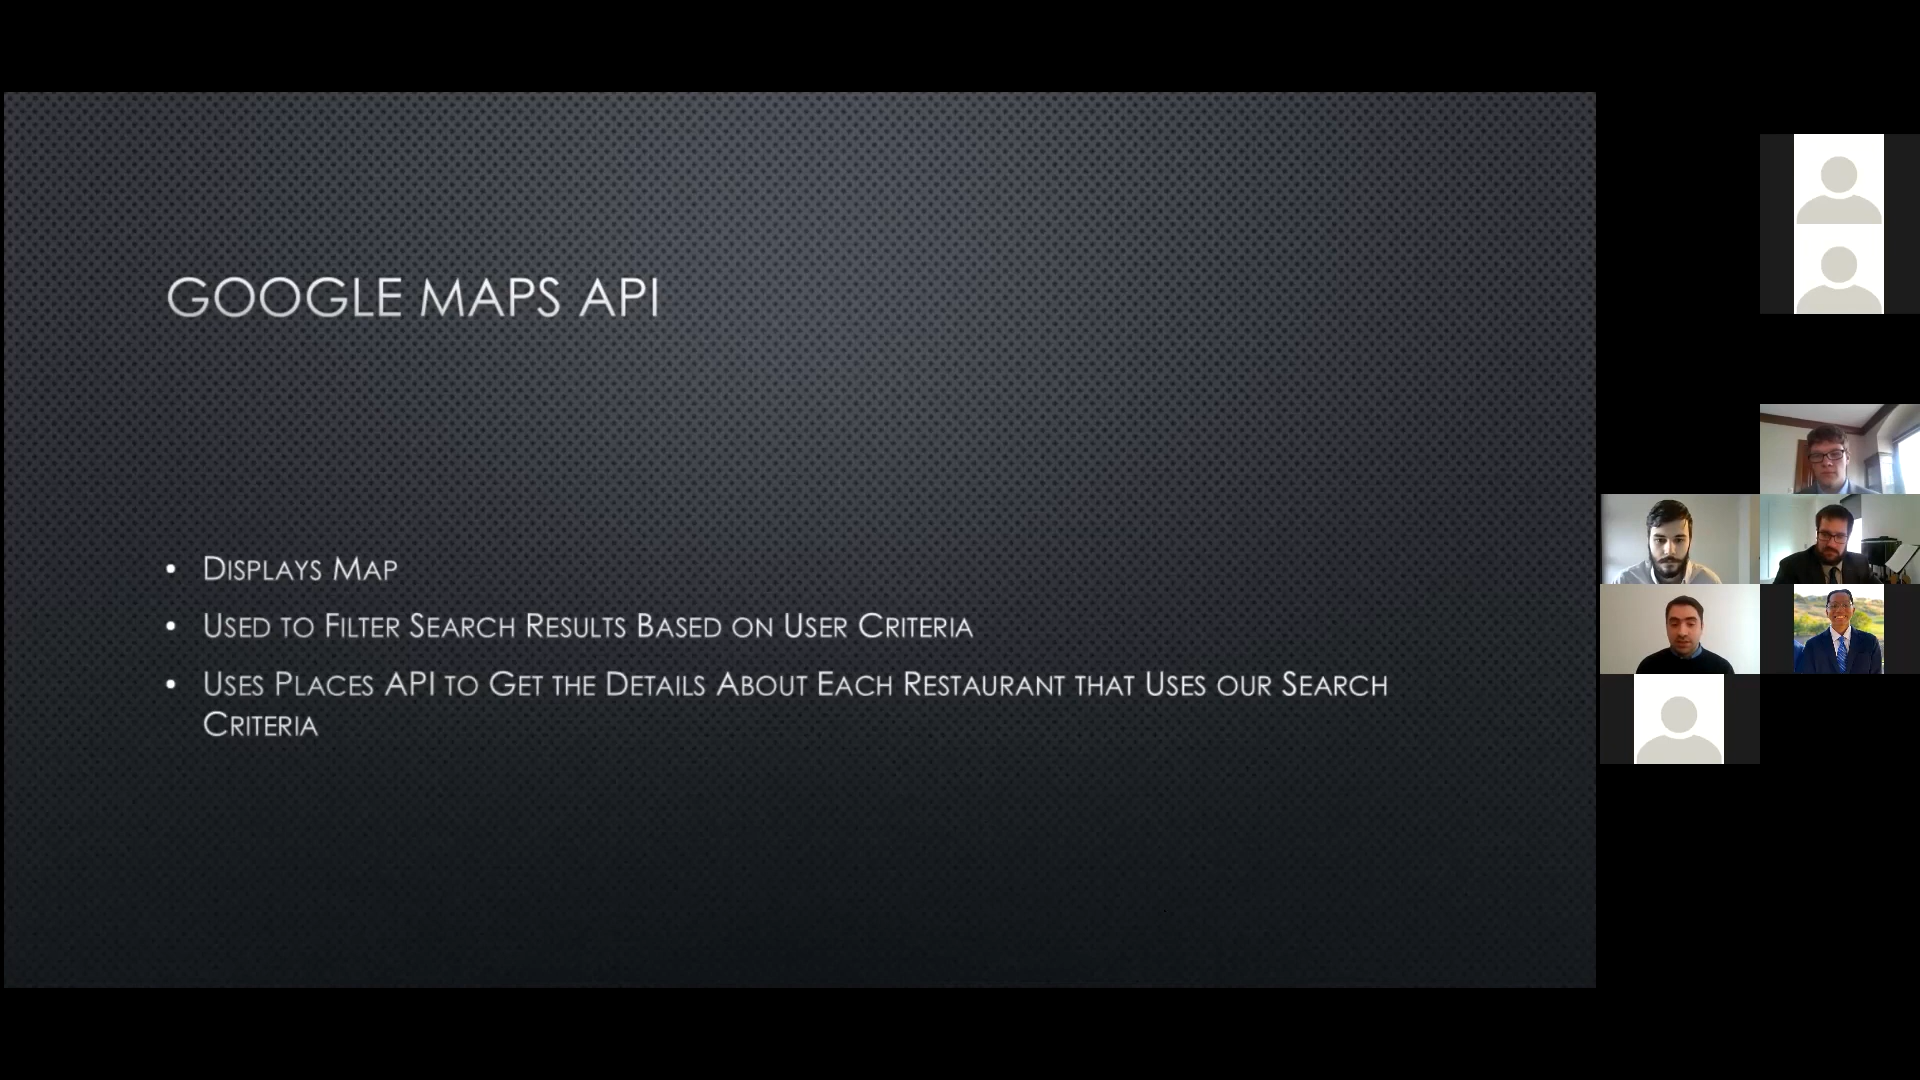 GOOGLE MAPS API
• DISPLAYS MAP
• USED TO FILTER SEARCH RESULTS BASED ON USER CRITERIA
• USES PLACES API TO GET THE DETAILS ABOUT EACH RESTAURANT THAT USES OUR SEARCH
CRITERIA